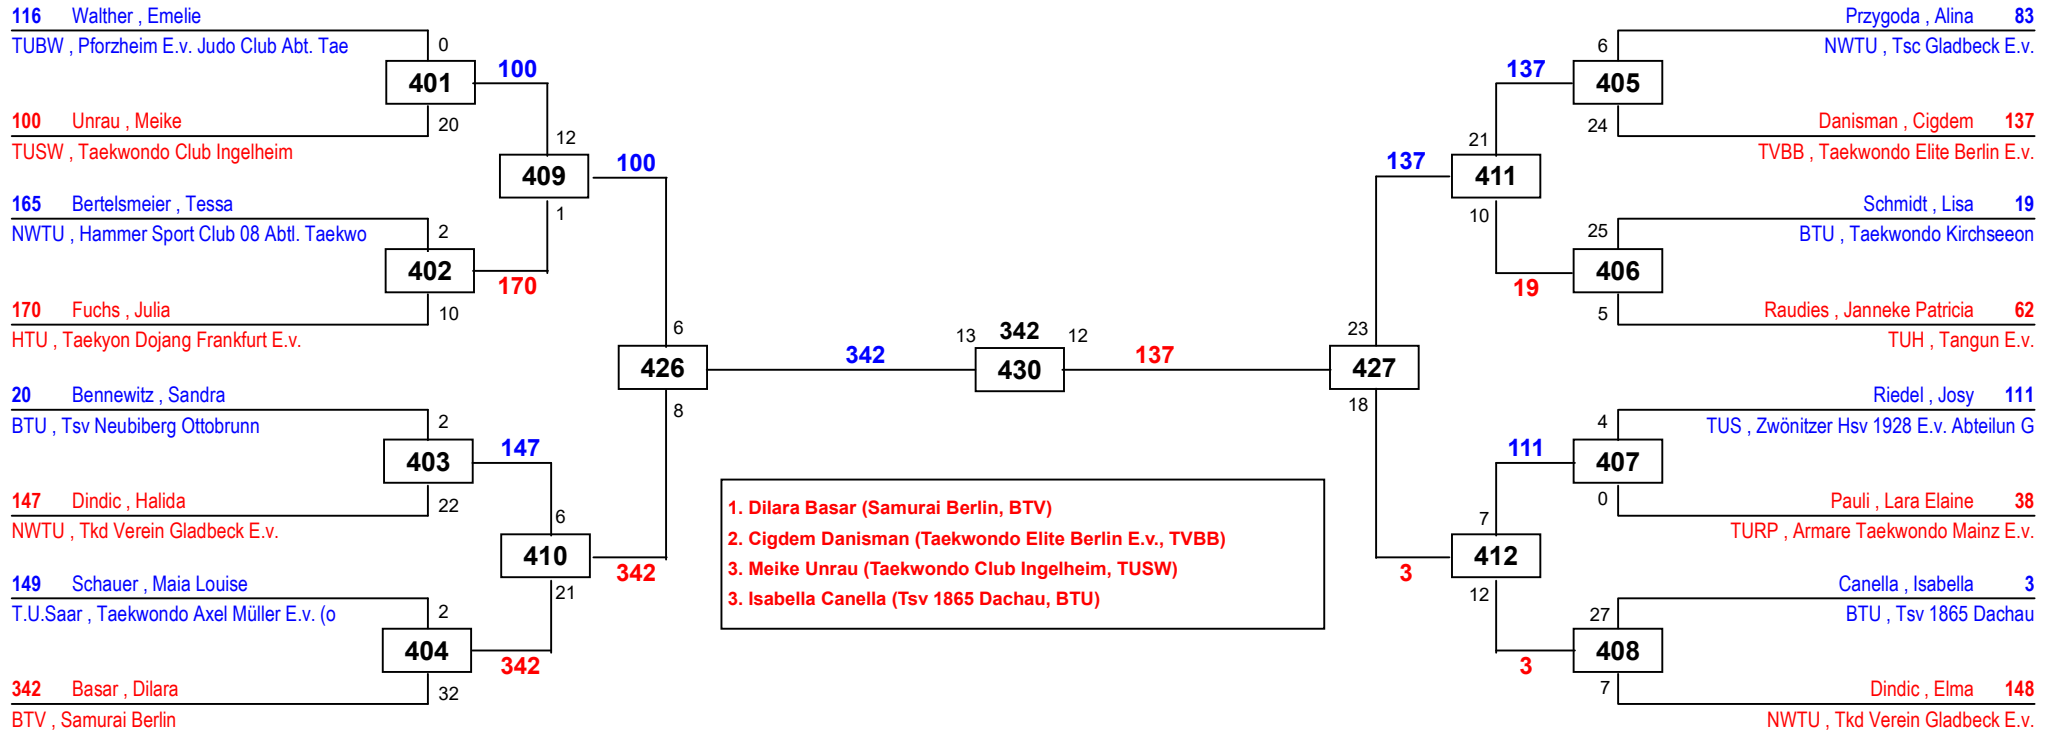 116 Walther , Emelie
TUBW , Pforzheim E.v. Judo Club Abt. Tae
0
401
100
20
100 Unrau , Meike
TUSW , Taekwondo Club Ingelheim
12
409
100
1
165 Bertelsmeier , Tessa
NWTU , Hammer Sport Club 08 Abtl. Taekwo
2
402
170
10
170 Fuchs , Julia
HTU , Taekyon Dojang Frankfurt E.v.
6
426
342
8
20 Bennewitz , Sandra
BTU , Tsv Neubiberg Ottobrunn
2
403
147
22
147 Dindic , Halida
NWTU , Tkd Verein Gladbeck E.v.
6
410
342
21
149 Schauer , Maia Louise
T.U.Saar , Taekwondo Axel Müller E.v. (o
2
404
342
32
342 Basar , Dilara
BTV , Samurai Berlin
13 342 12
430
137
1. Dilara Basar (Samurai Berlin, BTV)
2. Cigdem Danisman (Taekwondo Elite Berlin E.v., TVBB)
3. Meike Unrau (Taekwondo Club Ingelheim, TUSW)
3. Isabella Canella (Tsv 1865 Dachau, BTU)
Przygoda , Alina 83
NWTU , Tsc Gladbeck E.v.
6
137
405
24
Danisman , Cigdem 137
TVBB , Taekwondo Elite Berlin E.v.
21
137
411
10
Schmidt , Lisa 19
BTU , Taekwondo Kirchseeon
25
406
19
5
Raudies , Janneke Patricia 62
TUH , Tangun E.v.
23
427
18
Riedel , Josy 111
TUS , Zwönitzer Hsv 1928 E.v. Abteilun G
4
111
407
0
Pauli , Lara Elaine 38
TURP , Armare Taekwondo Mainz E.v.
7
412
3
12
Canella , Isabella 3
BTU , Tsv 1865 Dachau
27
408
3
7
Dindic , Elma 148
NWTU , Tkd Verein Gladbeck E.v.